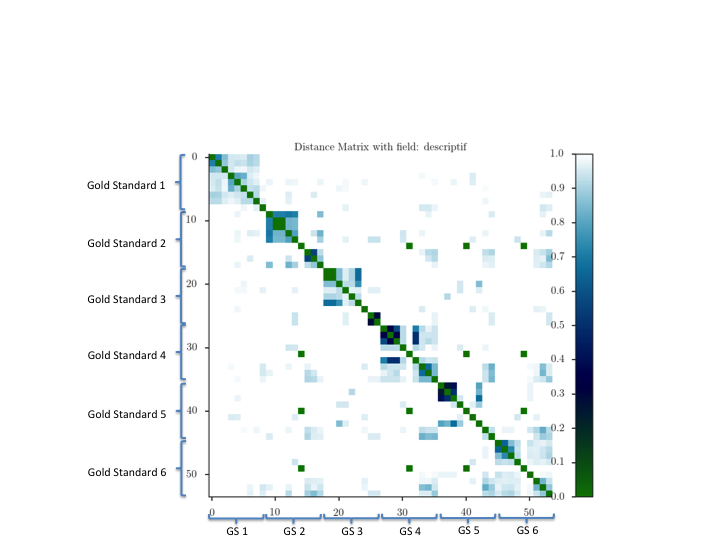 Distance Matrix with field: descriptif
Gold Standard 1
Gold Standard 2
Gold Standard 3
Gold Standard 4
Gold Standard 5
Gold Standard 6
0
10
20
30
40
50
0 10 20 30 40 50
GS 1 GS 2 GS 3 GS 4 GS 5 GS 6
1.0
0.9
0.8
0.7
0.6
0.5
0.4
0.3
0.2
0.1
0.0